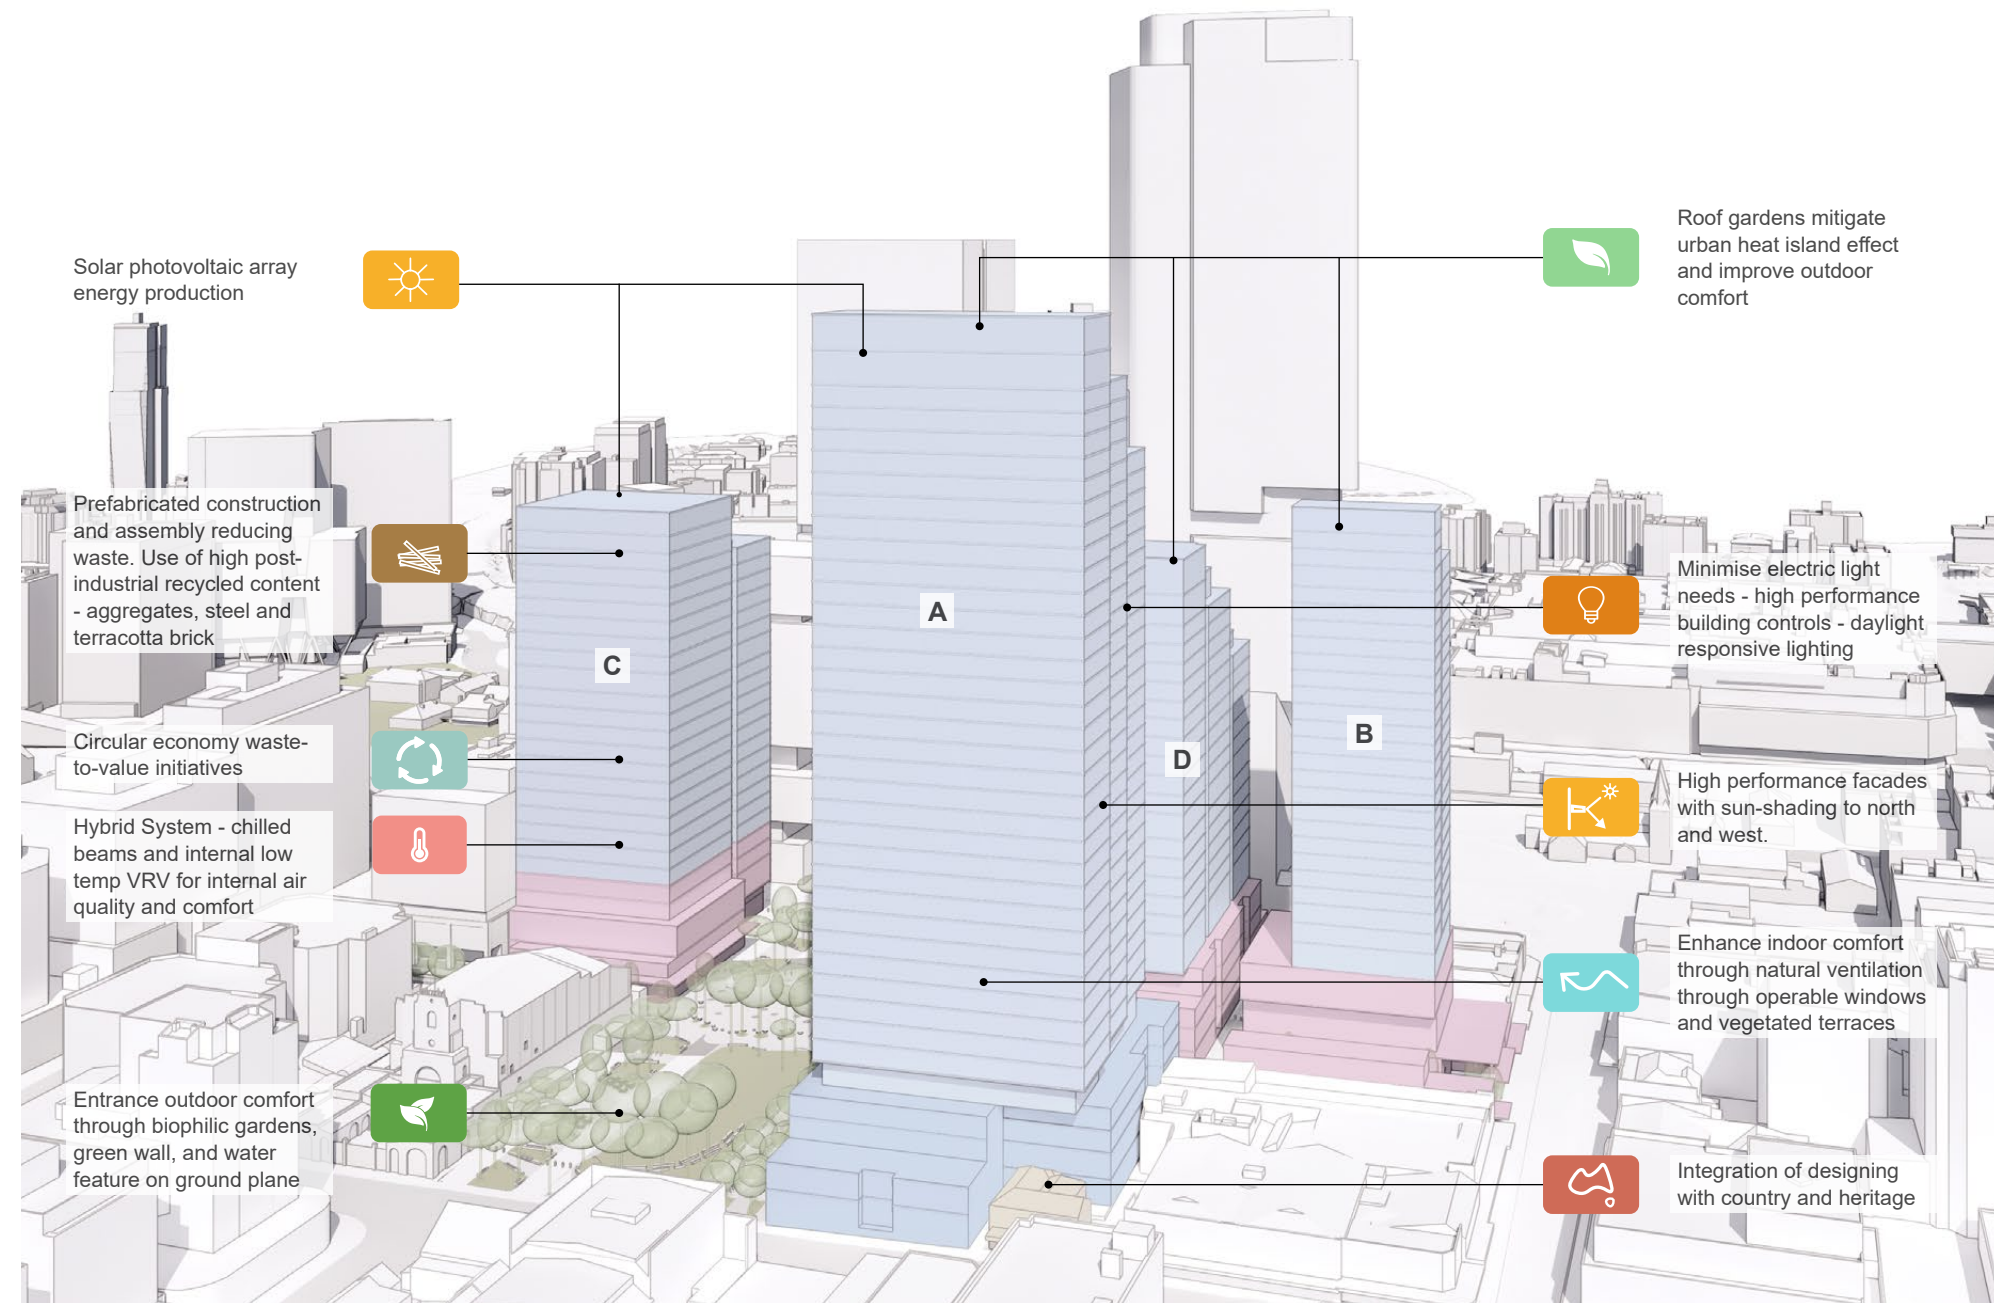 Solar photovoltaic array
energy production
Roof gardens mitigate
urban heat island effect
and improve outdoor
comfort
Prefabricated construction
and assembly reducing
waste. Use of high post-
industrial recycled content
- aggregates, steel and
terracotta brick
Minimise electric light
needs - high performance
building controls - daylight
responsive lighting
A
C
B
D
Circular economy waste-
to-value initiatives
High performance facades
with sun-shading to north
and west.
Hybrid System - chilled
beams and internal low
temp VRV for internal air
quality and comfort
Enhance indoor comfort
through natural ventilation
through operable windows
and vegetated terraces
Entrance outdoor comfort
through biophilic gardens,
green wall, and water
feature on ground plane
Integration of designing
with country and heritage